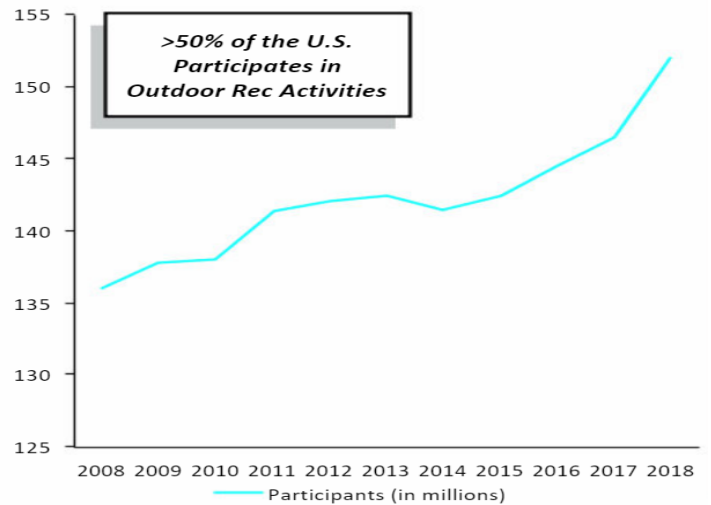 155
>50% of the U.S.
Participates in
Outdoor Rec Activities
150
145
140
135
130
125
2008 2009 2010 2011 2012 2013 2014 2015 2016 2017 2018
Participants (in millions)